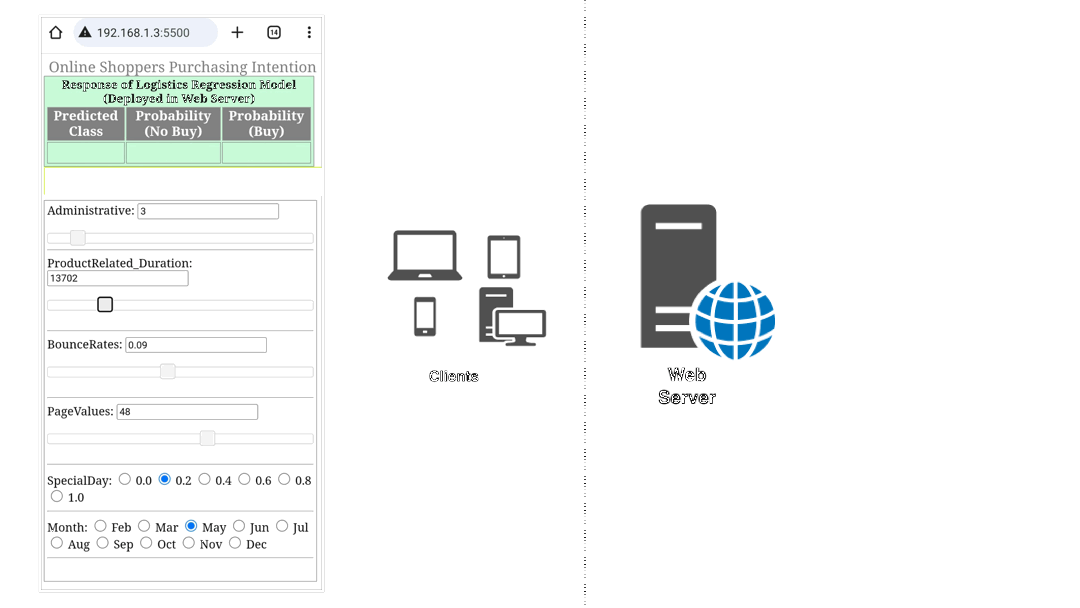 192.168.1.3:5500
14
Online Shoppers Purchasing Intention
Response of Logistics Regression Model
(Deployed in Web Server)
Predicted Class
Probability (No Buy)
Probability (Buy)
Administrative: 3
ProductRelated_Duration:
13702
BounceRates: 0.09
PageValues: 48
SpecialDay: 0.0 0.2 0.4 0.6 0.8
1.0
Month: Feb Mar May Jun Jul
Aug Sep Oct Nov Dec
Clients
Web
Server